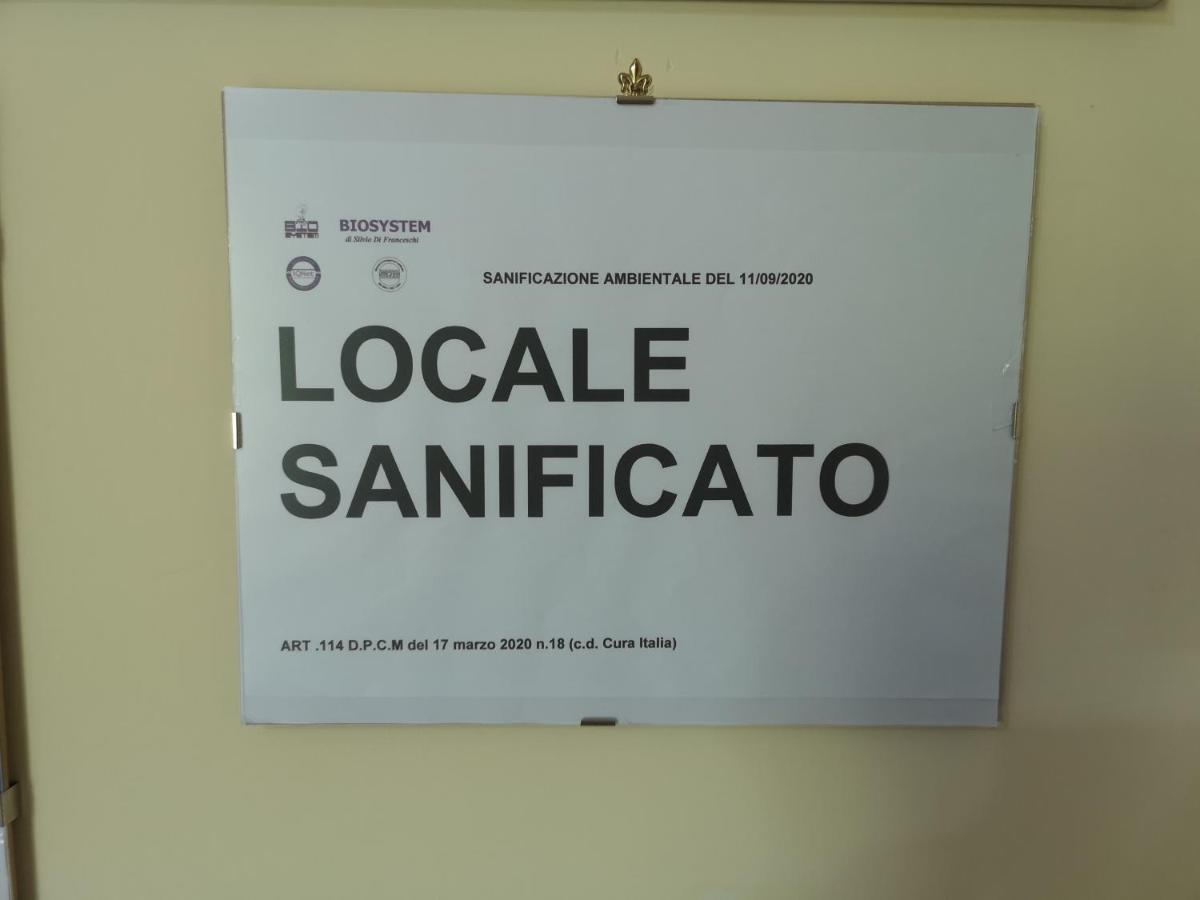 BIOSYSTEM
di Silvio Di Franceschi
IQNet
SANIFICAZIONE AMBIENTALE DEL 11/09/2020
LOCALE
SANIFICATO
ART .114 D.P.C.M del 17 marzo 2020 n.18 (c.d. Cura Italia)